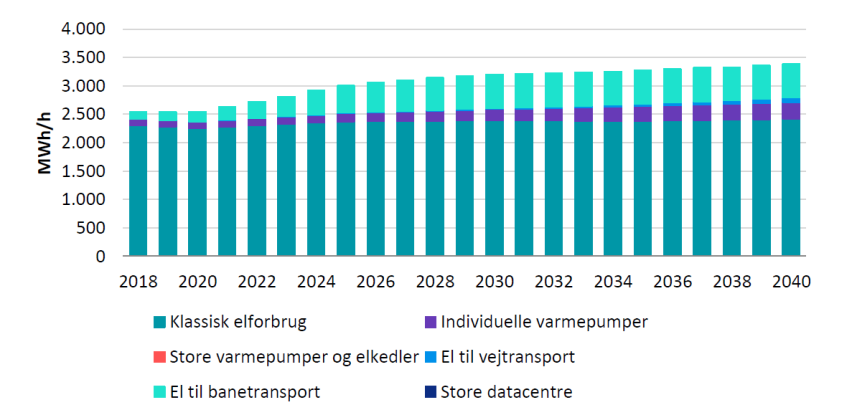 4.000
3.500
3.000
2.500
2.000
1.500
1.000
500
0
MWh/h
2018 2020 2022 2024 2026 2028 2030 2032 2034 2036 2038 2040
Klassisk elforbrug Individuelle varmepumper
Store varmepumper og elkedler El til vejtransport
El til banetransport Store datacentre